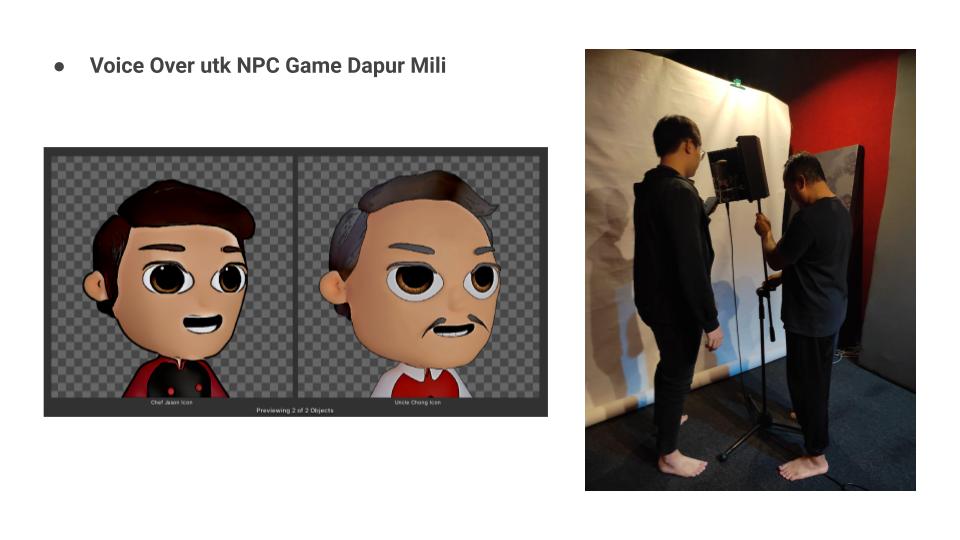 ● Voice Over utk NPC Game Dapur Mili
Chef Jason Icon
Uncle Chong Icon
Previewing 2 of 2 Objects